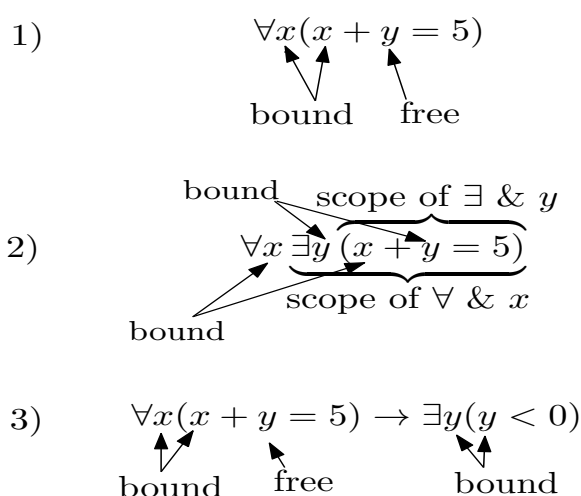 1) ∀x(x + y = 5)
bound free
bound scope of ∃ & y
2) ∀x ∃y (x + y = 5)
scope of ∀ & x
bound
3) ∀x(x + y = 5) → ∃y(y < 0)
bound free bound